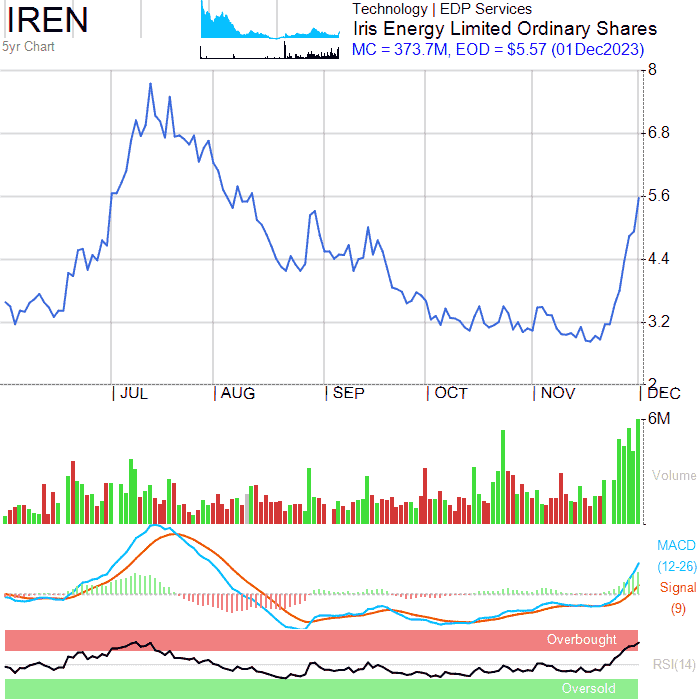 IREN
5yr Chart
Technology | EDP Services
Iris Energy Limited Ordinary Shares
MC = 373.7M, EOD = $5.57 (01Dec2023)
8
6.8
5.6
4.4
3.2
2
JUL AUG SEP OCT NOV DEC
6M
Volume
MACD
(12-26)
Signal
(9)
Overbought
RSI(14)
Oversold